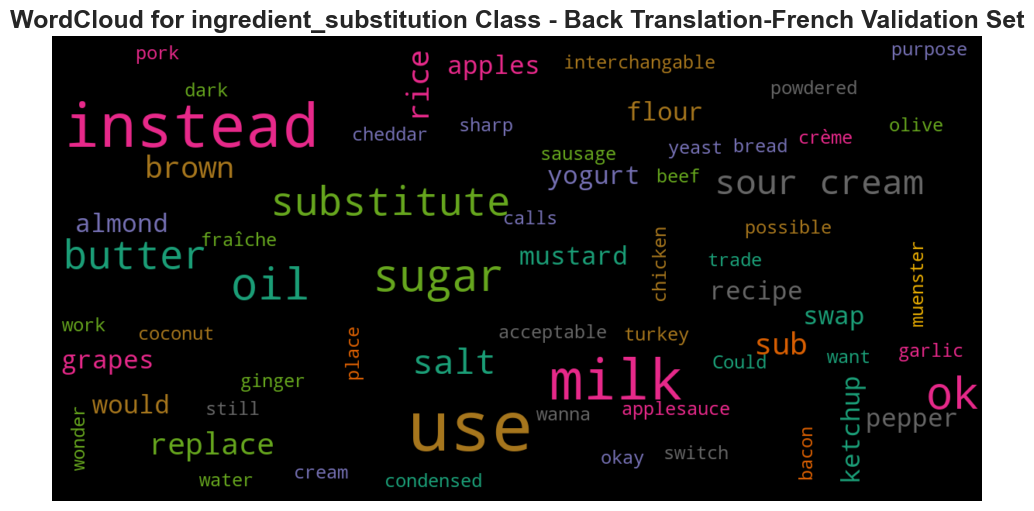 WordCloud for ingredient_substitution Class - Back Translation-French Validation Set
pork
purpose
rice
apples
interchangable
dark
powdered
instead
flour
cheddar
sharp
olive
crème
yeast
bread
sausage
brown
yogurt
beef
sour cream
substitute
almond
calls
possible
fraîche
butter
mustard
chicken
trade
muenster
oil
sugar
recipe
work
coconut
swap
acceptable
turkey
place
sub
grapes
salt
Could
want
garlic
ginger
milk
ok
would
still
wanna
applesauce
ketchup
pepper
wonder
replace
use
switch
okay
bacon
water
cream
condensed